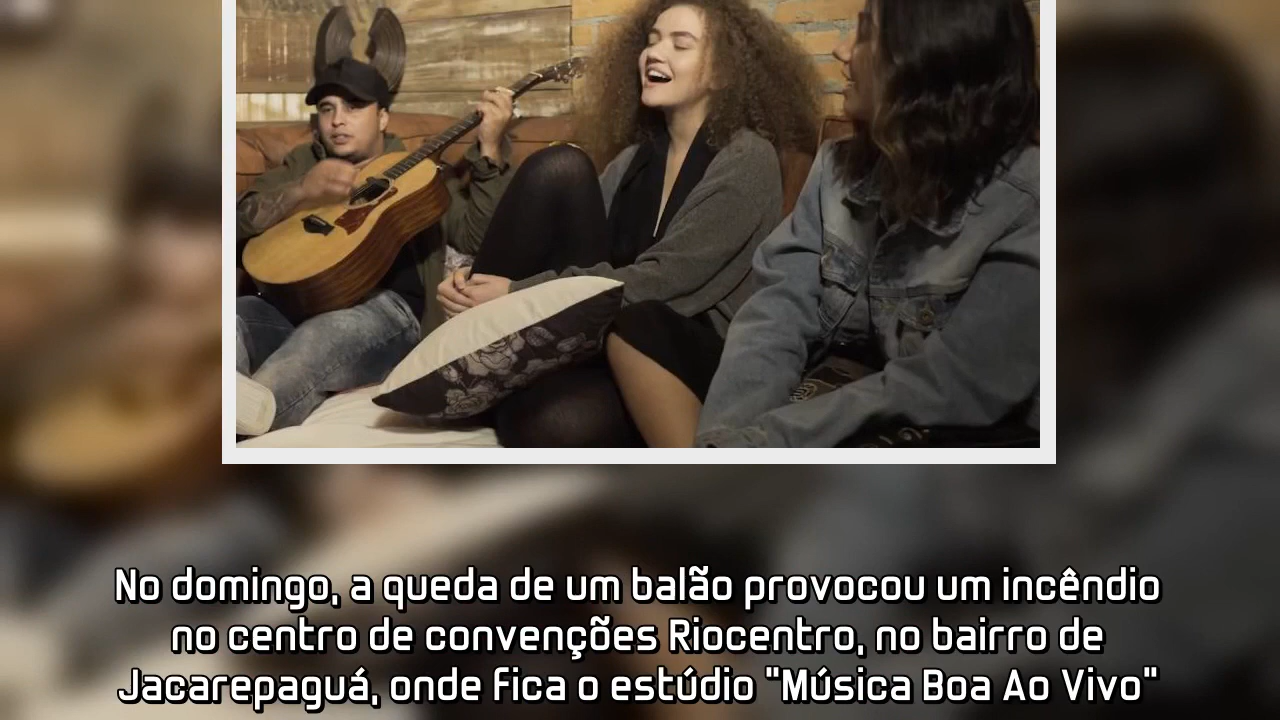 No domingo, a queda de um balão provocou um incêndio
no centro de convenções Riocentro, no bairro de
Jacarepaguá, onde fica o estúdio "Música Boa Ao Vivo"